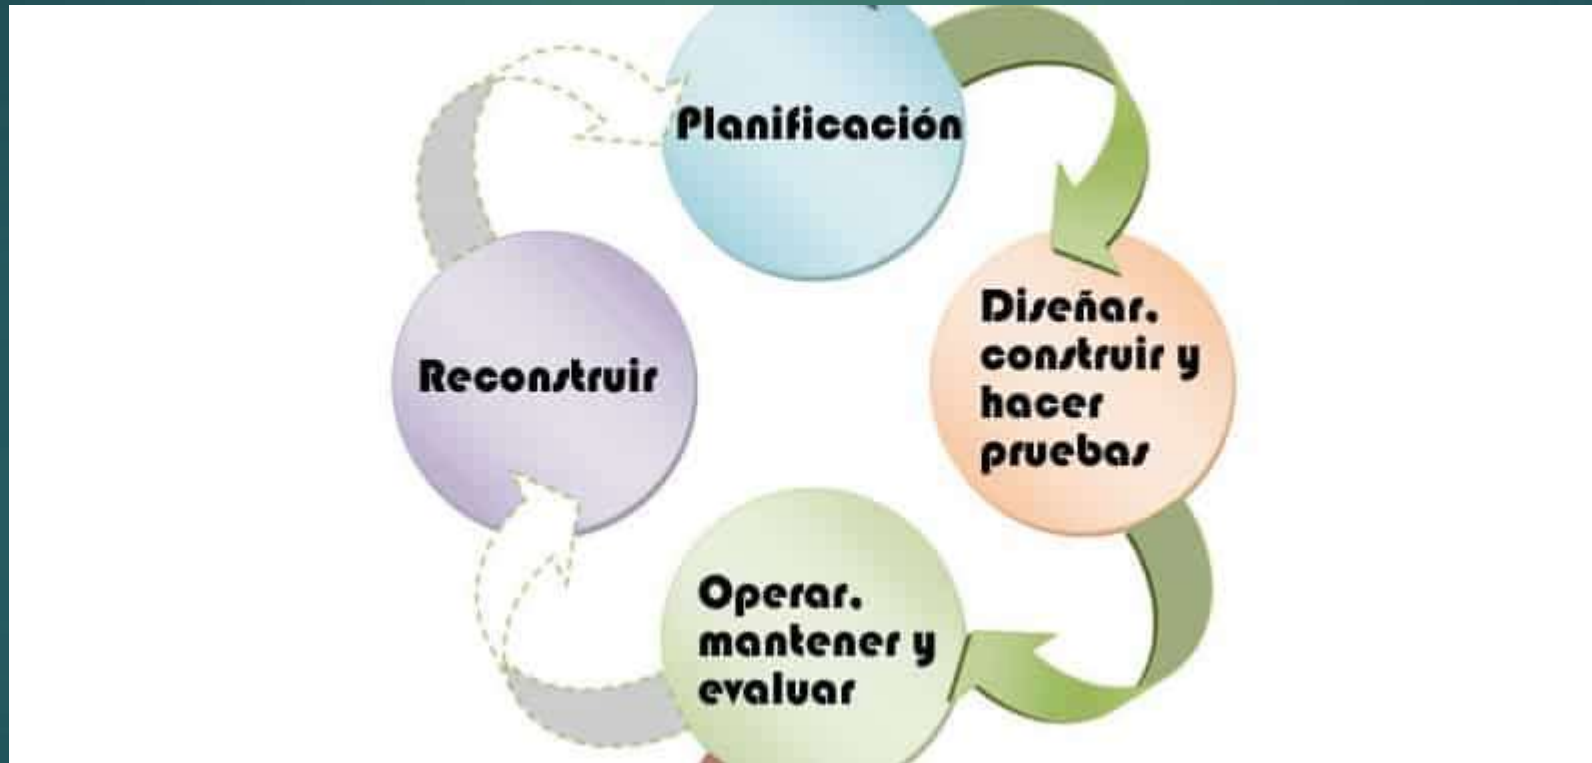 Planificación
Diseñar,
construir y
hacer
pruebas
Operar,
mantener y
evaluar
Reconstruir